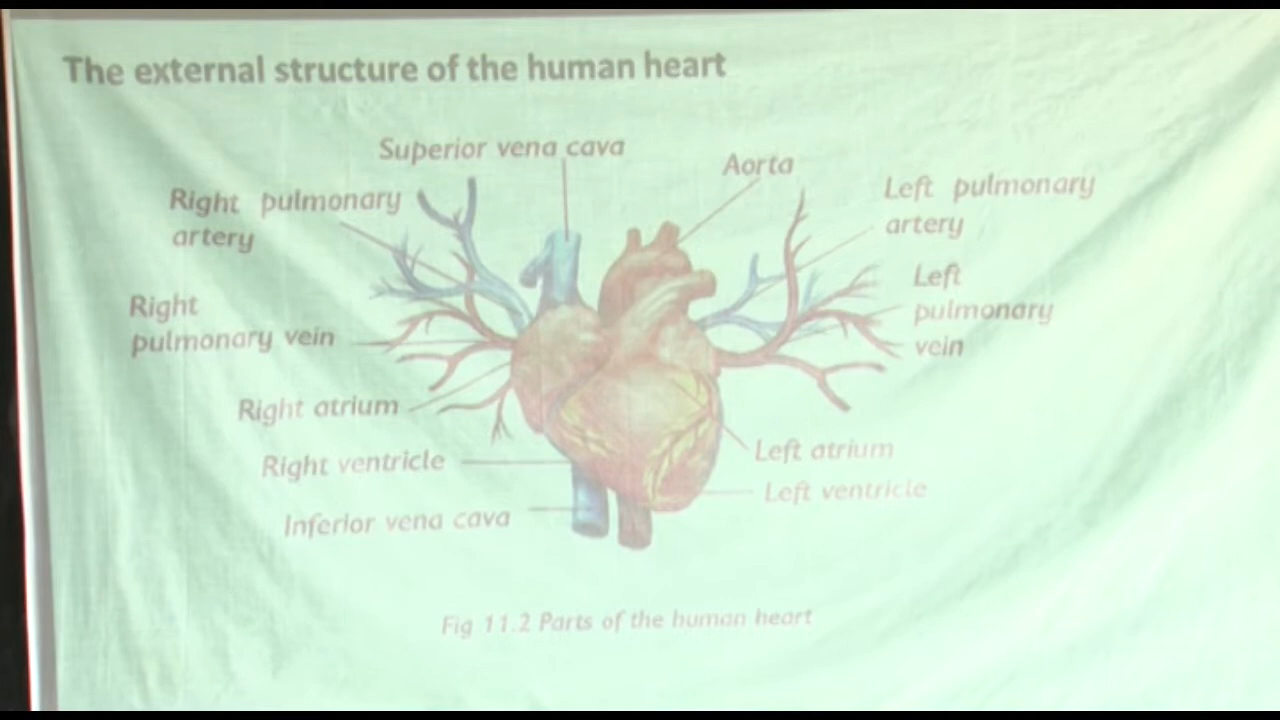 The external structure of the human heart
Superior vena cava
Aorta
Right pulmonary
artery
Left pulmonary
artery
Right
pulmonary vein
Left
pulmonary
vein
Right atrium
Right ventricle
Inferior vena cava
Left atrium
Left ventricle
Fig 11.2 Parts of the human heart